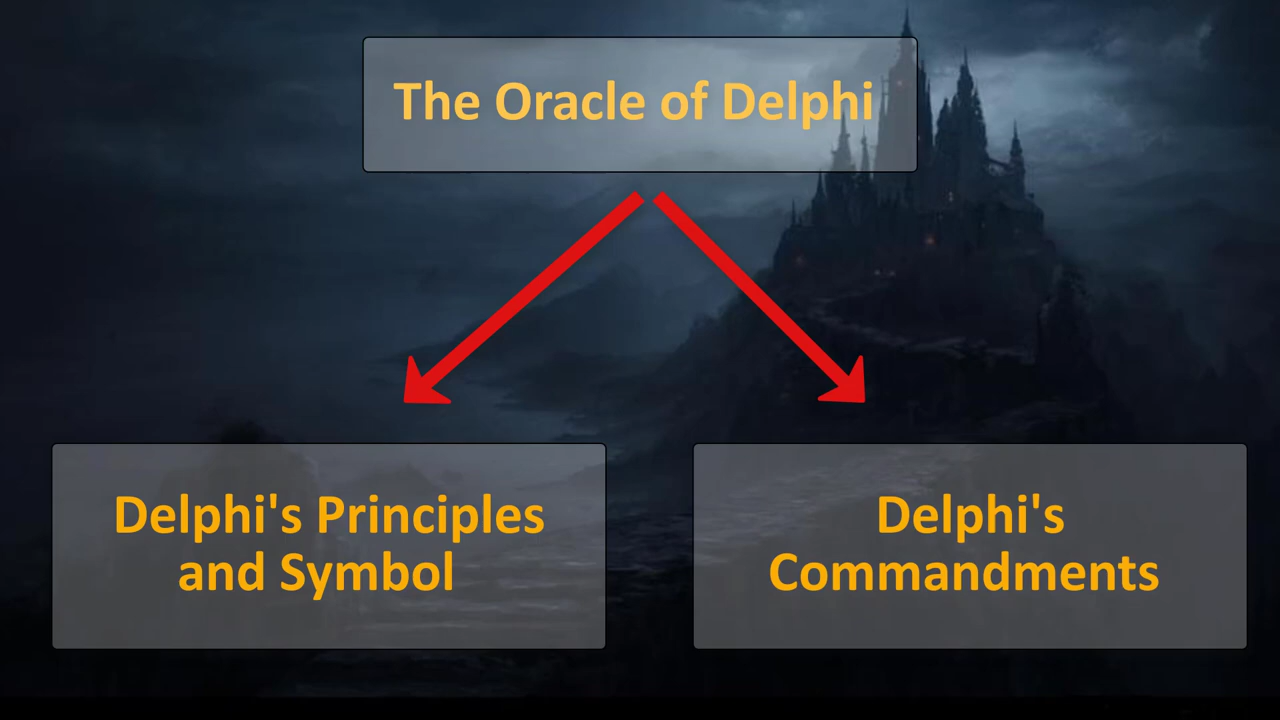 The Oracle of Delphi
Delphi's Principles
and Symbol
Delphi's
Commandments